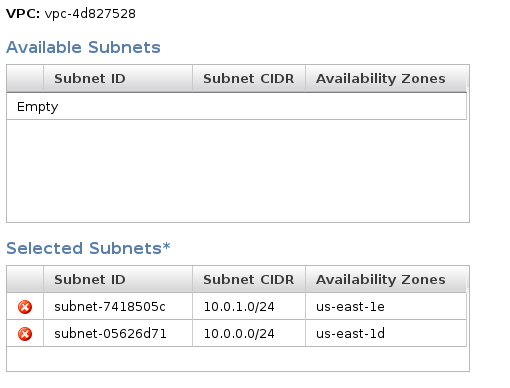 VPC: vpc-4d827528
Available Subnets
Subnet ID Subnet CIDR Availability Zones
Empty
Selected Subnets*
Subnet ID Subnet CIDR Availability Zones
subnet-7418505c 10.0.1.0/24 us-east-1e
subnet-05626d71 10.0.0.0/24 us-east-1d